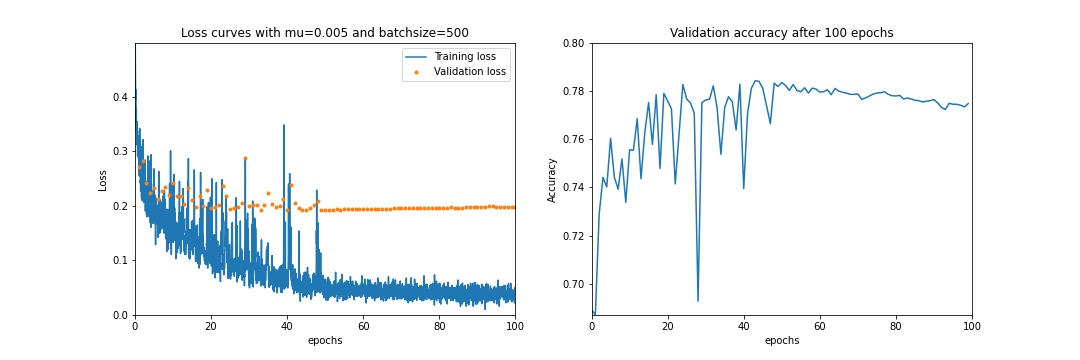 Loss curves with mu=0.005 and batchsize=500
Training loss
Validation loss
0.4
0.3
0.2
0.1
0.0
Loss
0
20
40
60
80
100
epochs
Validation accuracy after 100 epochs
0.80
0.78
0.76
0.74
0.72
0.70
Accuracy
0
20
40
60
80
100
epochs